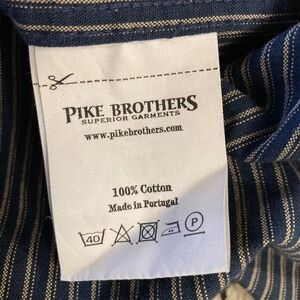 PIKE BROTHERS
SUPERIOR GARMENTS
www.pikebrothers.com
100% Cotton
Made in Portugal
40 P